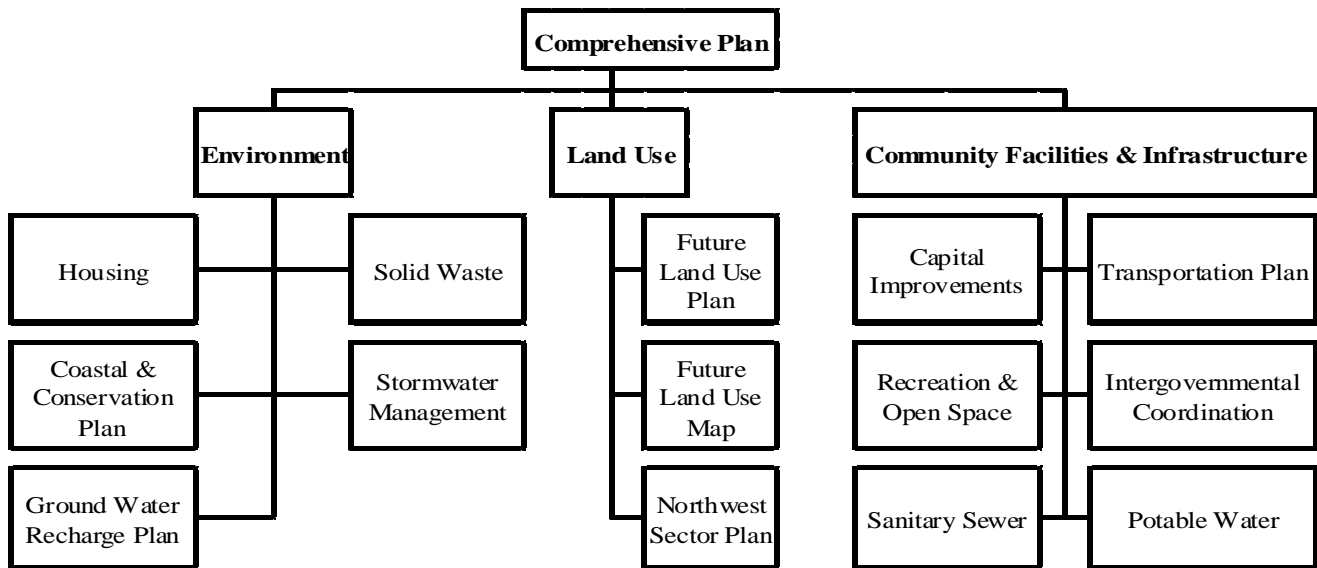 Comprehensive Plan
Environment
Land Use
Community Facilities & Infrastructure
Housing
Solid Waste
Future
Land Use
Plan
Capital
Improvements
Transportation Plan
Coastal &
Conservation
Plan
Stormwater
Management
Future
Land Use
Map
Recreation &
Open Space
Intergovernmental
Coordination
Ground Water
Recharge Plan
Northwest
Sector Plan
Sanitary Sewer
Potable Water